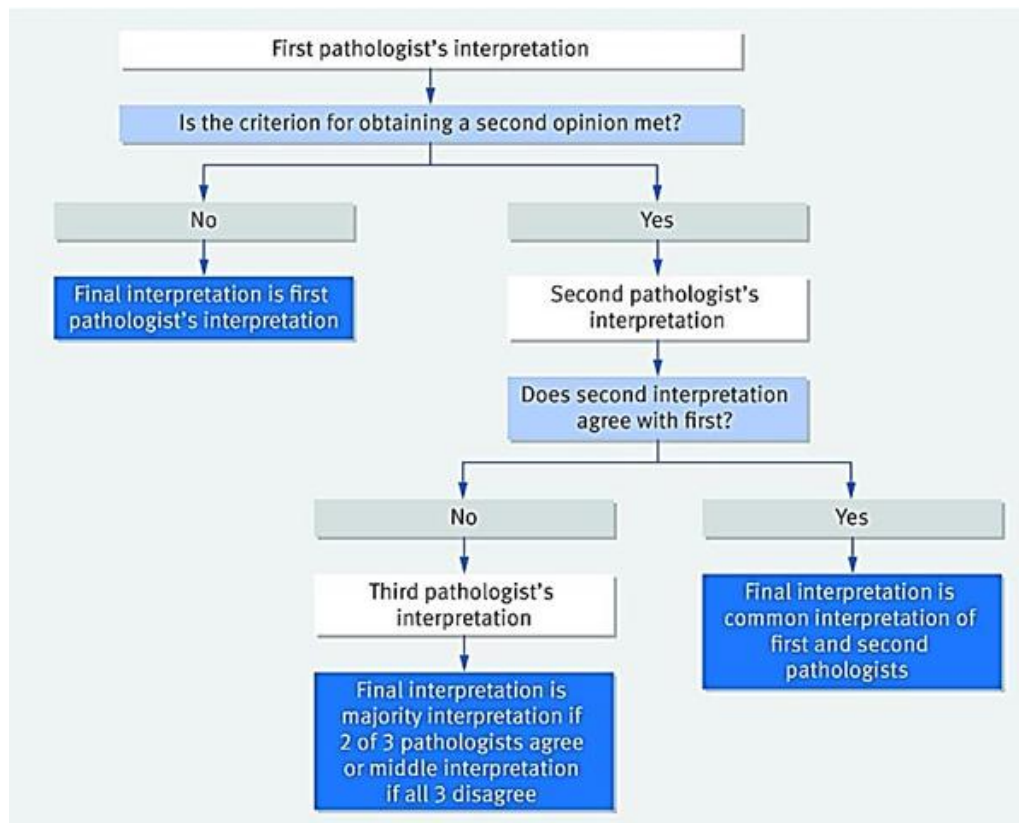 First pathologist's interpretation
Is the criterion for obtaining a second opinion met?
No
Yes
Final interpretation is first
pathologist's interpretation
Second pathologist's
interpretation
Does second interpretation
agree with first?
No
Yes
Third pathologist's
interpretation
Final interpretation is
common interpretation of
first and second
pathologists
Final interpretation is
majority interpretation if
2 of 3 pathologists agree
or middle interpretation
if all 3 disagree